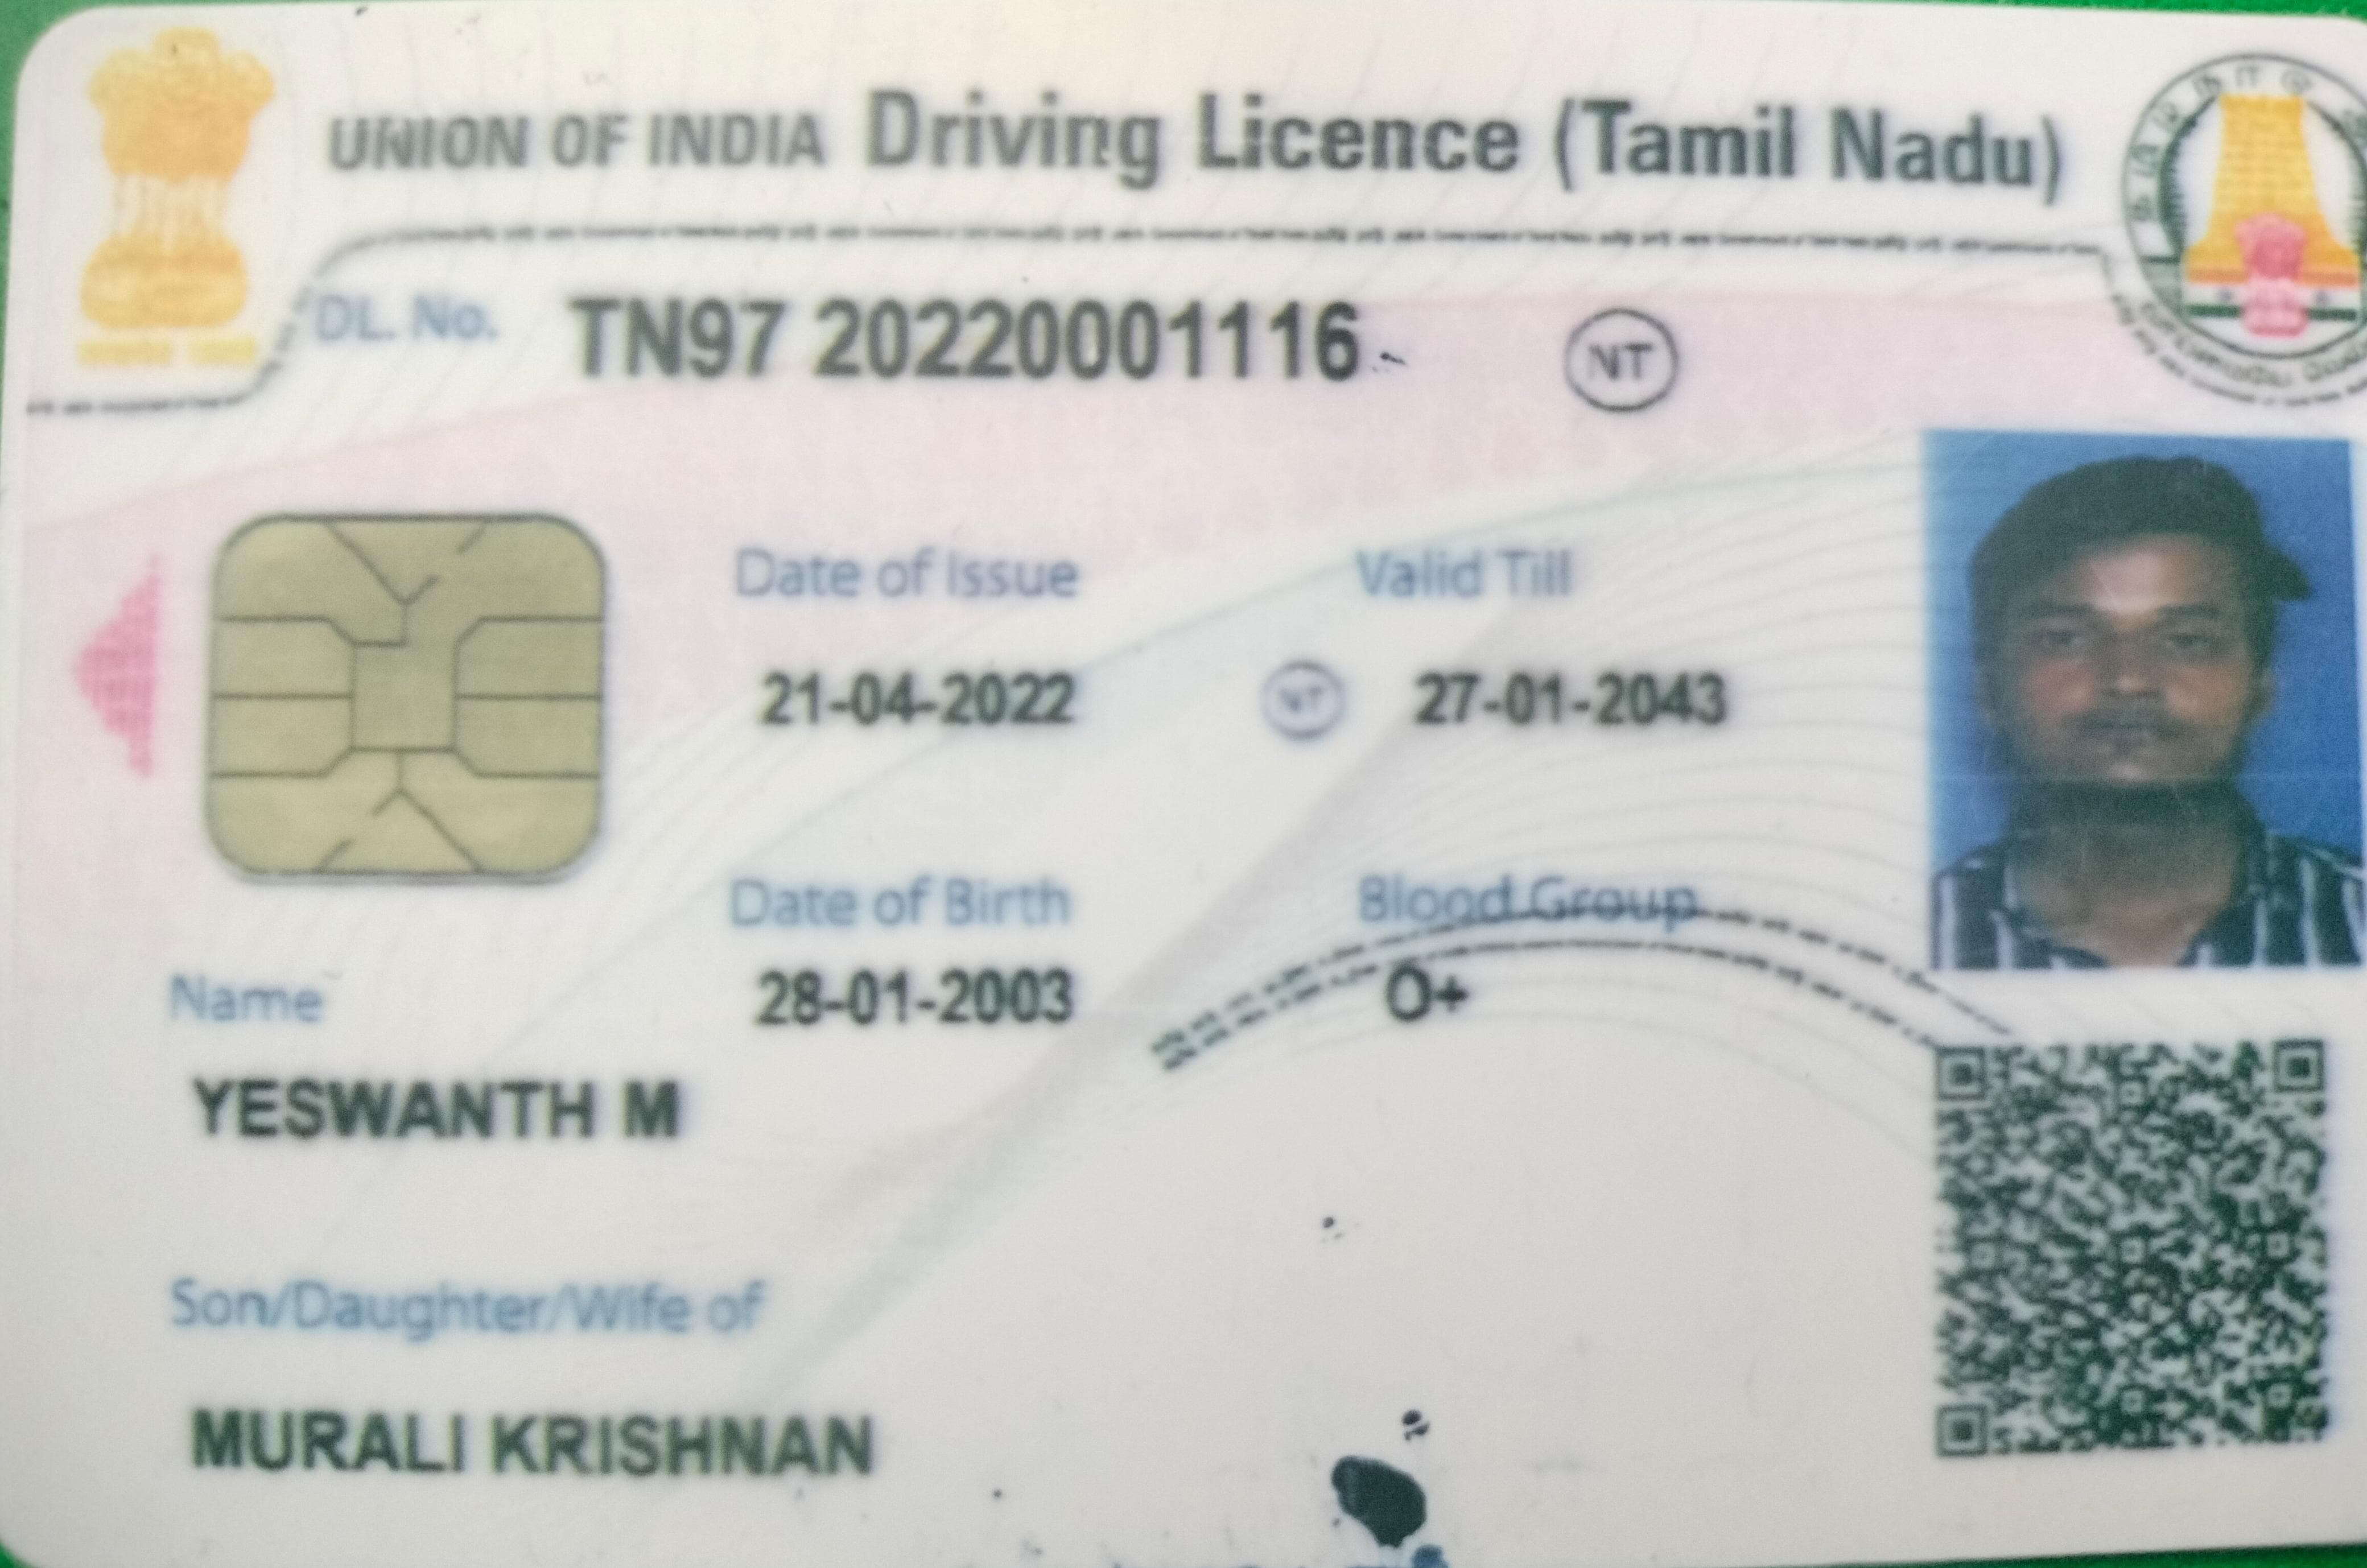 UNION OF INDIA Driving Licence (Tamil Nadu)
DL. No. TN97 20220001116 NT
Date of Issue Valid Till
21-04-2022 NT 27-01-2043
Date of Birth Blood Group
28-01-2003 O+
Name
YESWANTH M
Son/Daughter/Wife of
MURALI KRISHNAN